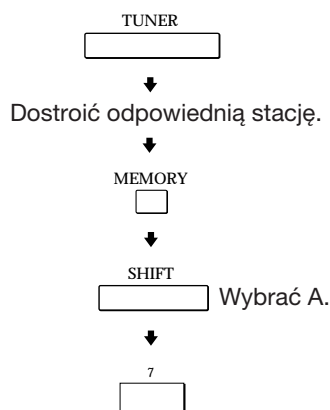 TUNER
Dostroić odpowiednią stację.
MEMORY
SHIFT
Wybrać A.
7